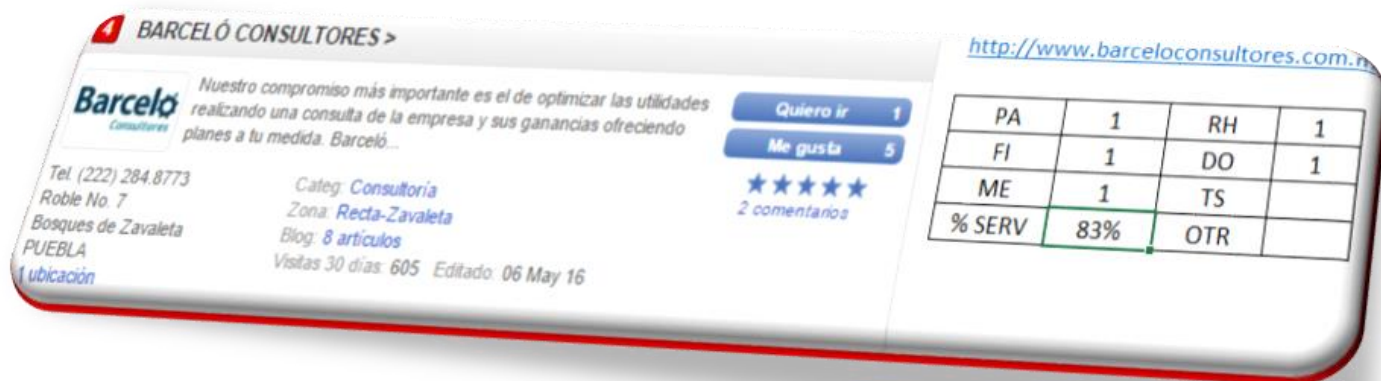 4 BARCELÓ CONSULTORES >
Barceló
Consultores
Nuestro compromiso más importante es el de optimizar las utilidades
realizando una consulta de la empresa y sus ganancias ofreciendo
planes a tu medida. Barceló...
Quiero ir 1
Me gusta 5
2 comentarios
Tel. (222) 284.8773
Roble No. 7
Bosques de Zavaleta
PUEBLA
1 ubicación
Categ: Consultoría
Zona: Recta-Zavaleta
Blog: 8 artículos
Visitas 30 días: 605 Editado: 06 May 16
http://www.barceloconsultores.com.m
PA 1 RH 1
FI 1 DO 1
ME 1 TS
% SERV 83% OTR